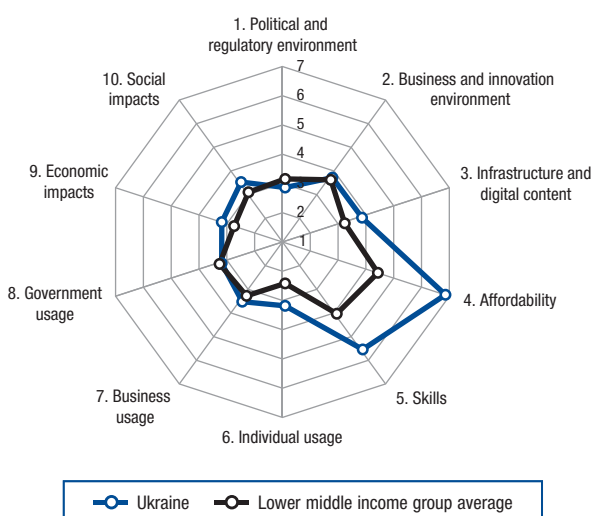 1. Political and
regulatory environment
7
2. Business and innovation
environment
6
5
4
3
2
1
3. Infrastructure and
digital content
4. Affordability
5. Skills
6. Individual usage
7. Business
usage
8. Government
usage
9. Economic
impacts
10. Social
impacts
Ukraine
Lower middle income group average